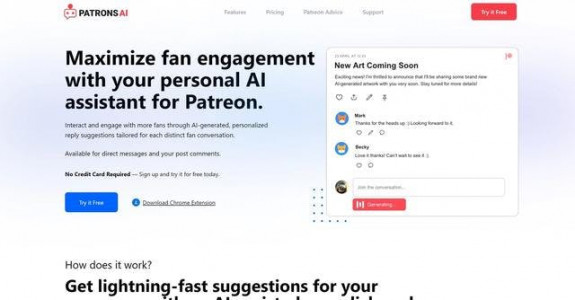 PATRONS AI
Features Pricing Patreon Advice Support
Try it Free
Maximize fan engagement
with your personal AI
assistant for Patreon.
Interact and engage with more fans through AI-generated, personalized
reply suggestions tailored for each distinct fan conversation.
Available for direct messages and your post comments.
No Credit Card Required — Sign up and try it for free today.
Try it Free
Download Chrome Extension
New Art Coming Soon
Exciting news! I'm thrilled to announce that I'll be sharing some brand new
AI-generated artwork with you very soon. Stay tuned for more details!
Mark
Thanks for the heads up :) Looking forward to it.
Becky
Love it thanks! Can't wait to see it :)
Join the conversation...
Generating...
How does it work?
Get lightning-fast suggestions for your